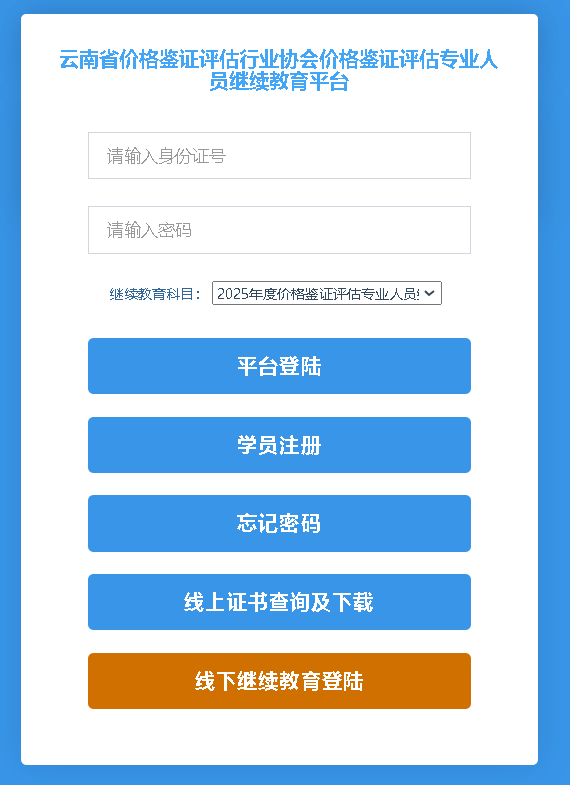 云南省价格鉴证评估行业协会价格鉴证评估专业人
员继续教育平台
请输入身份证号
请输入密码
继续教育科目： 2025年度价格鉴证评估专业人员
平台登陆
学员注册
忘记密码
线上证书查询及下载
线下继续教育登陆